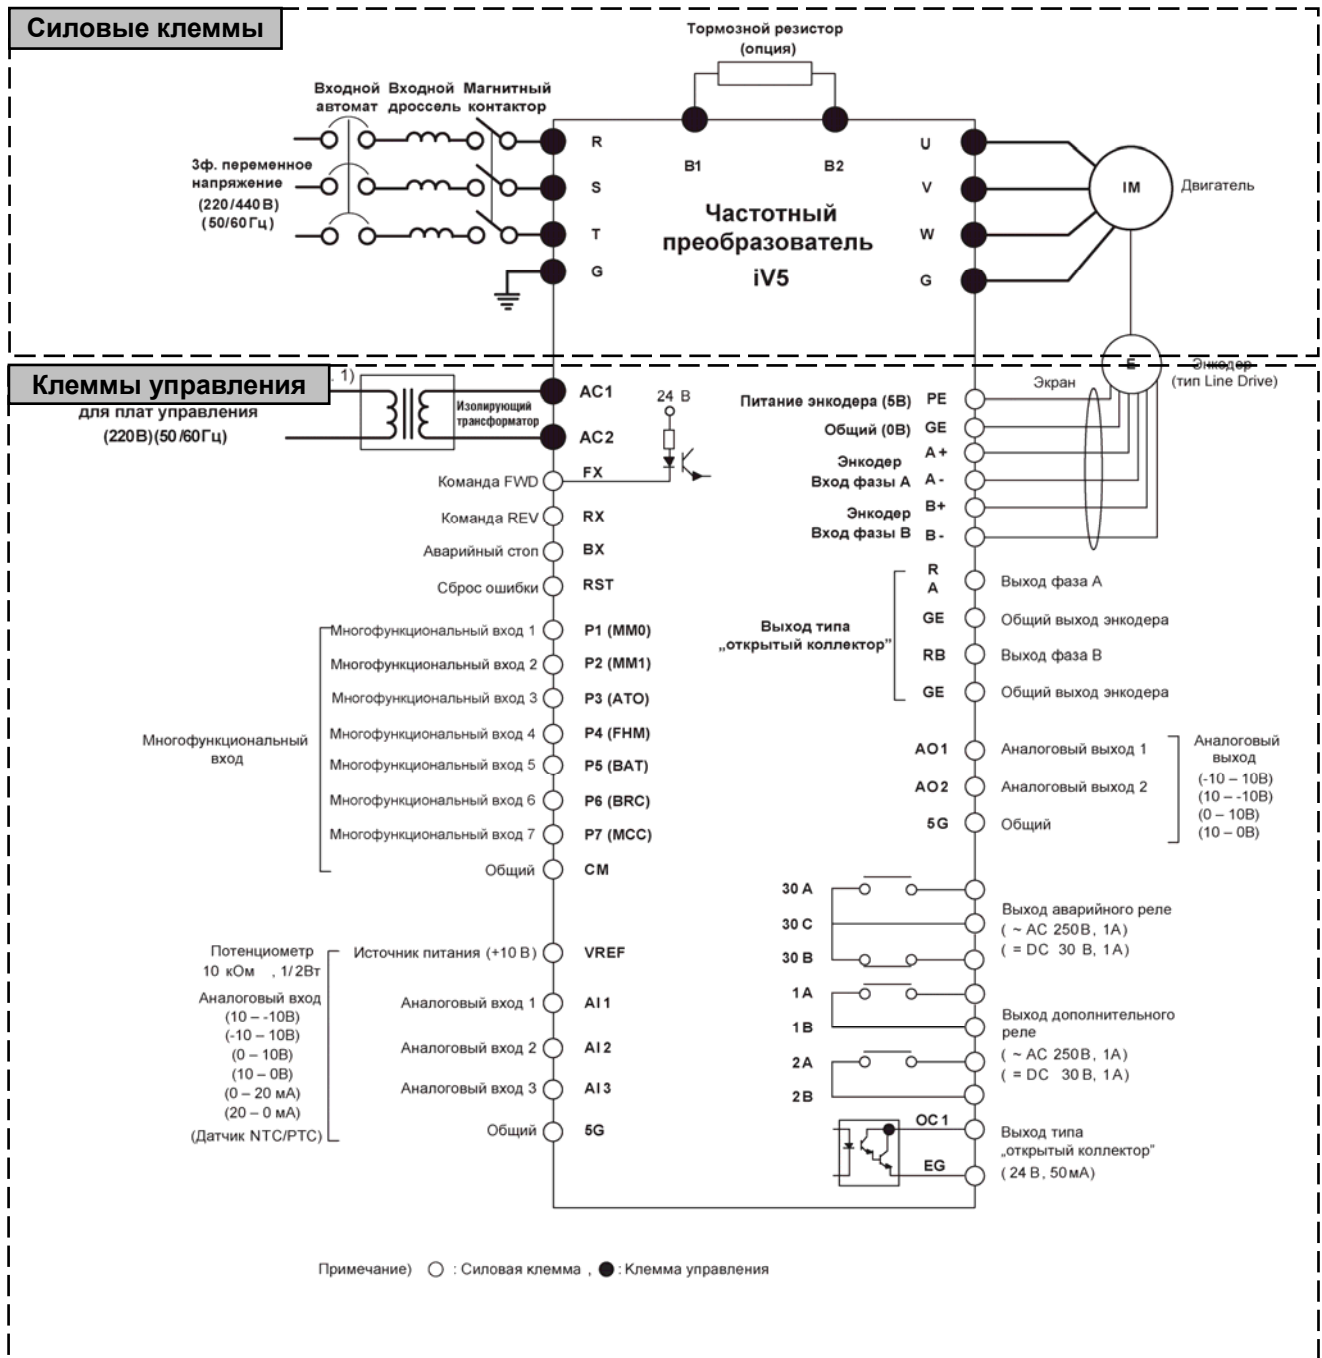 Силовые клеммы
Тормозной резистор
(опция)
Входной автомат
Входной дроссель
Магнитный контактор
3ф. переменное
напряжение
(220/440 В)
(50/60 Гц)
R
S
T
G
B1
B2
U
V
W
G
Частотный
преобразователь
iV5
IM
Двигатель
E
Энкодер
(тип Line Drive)
Клеммы управления
. 1)
для плат управления
(220В)(50/60Гц)
Изолирующий
трансформатор
AC1
AC2
24 В
Команда FWD
FX
Команда REV
RX
Аварийный стоп
BX
Сброс ошибки
RST
Многофункциональный
вход
Многофункциональный вход 1
P1 (MM0)
Многофункциональный вход 2
P2 (MM1)
Многофункциональный вход 3
P3 (ATO)
Многофункциональный вход 4
P4 (FHM)
Многофункциональный вход 5
P5 (BAT)
Многофункциональный вход 6
P6 (BRC)
Многофункциональный вход 7
P7 (MCC)
Общий
CM
Потенциометр
10 кОм , 1/2Вт
Аналоговый вход
(10 – -10В)
(-10 – 10В)
(0 – 10В)
(10 – 0В)
(0 – 20 мА)
(20 – 0 мА)
(Датчик NTC/PTC)
Источник питания (+10 В)
VREF
Аналоговый вход 1
AI1
Аналоговый вход 2
AI2
Аналоговый вход 3
AI3
Общий
5G
Экран
Питание энкодера (5В)
PE
Общий (0В)
GE
Энкодер
Вход фазы А
A+
A-
Энкодер
Вход фазы В
B+
B-
Выход типа
„открытый коллектор”
R
A
Выход фаза А
GE
Общий выход энкодера
RB
Выход фаза В
GE
Общий выход энкодера
AO1
Аналоговый выход 1
AO2
Аналоговый выход 2
5G
Общий
Аналоговый
выход
(-10 – 10В)
(10 – -10В)
(0 – 10В)
(10 – 0В)
30 A
30 C
30 B
Выход аварийного реле
( ~ AC 250В, 1А)
( = DC 30 В, 1А)
1 A
1 B
2 A
2 B
Выход дополнительного
реле
( ~ AC 250В, 1А)
( = DC 30 В, 1А)
OC1
EG
Выход типа
„открытый коллектор”
( 24 В, 50 мА)
Примечание) : Силовая клемма , : Клемма управления